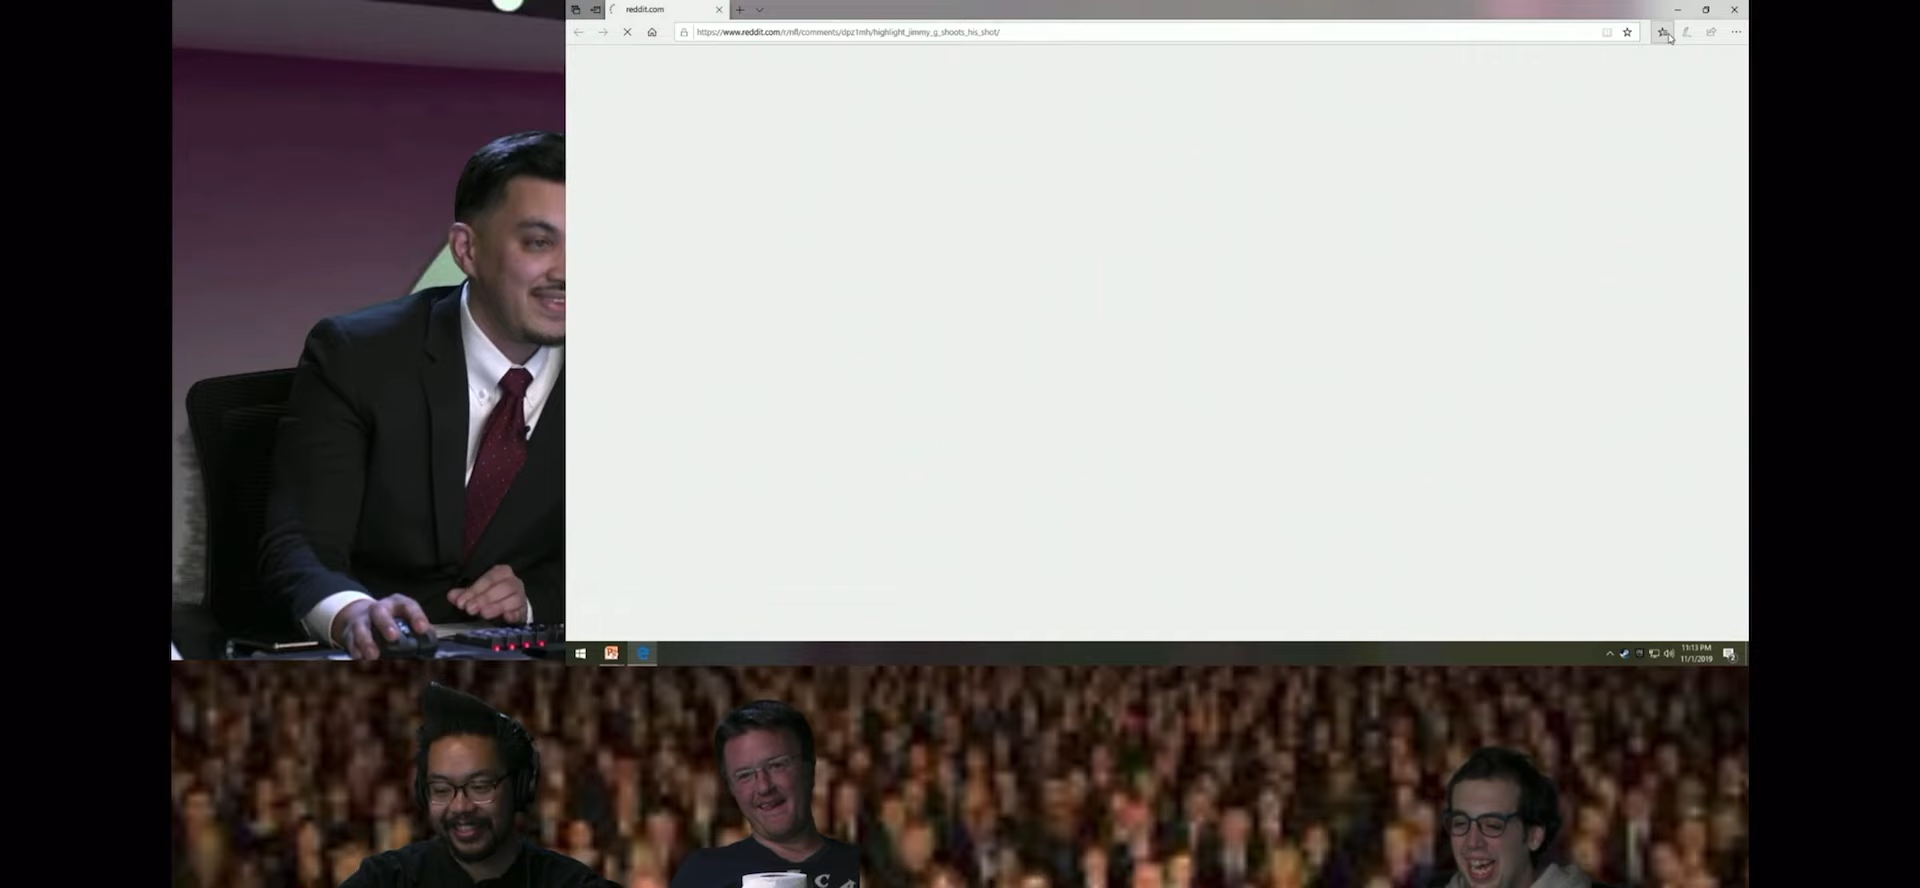 reddit.com
https://www.reddit.com/r/nfl/comments/dpz1mh/highlight_jimmy_g_shoots_his_shot/
11:13 PM
11/1/2019
C A